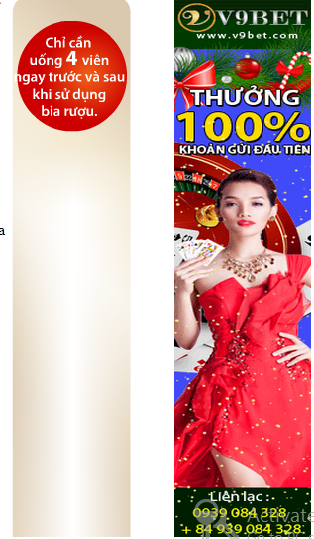 Chỉ cần
uống 4 viên
ngay trước và sau
khi sử dụng
bia rượu.
a
V9BET
www.v9bet.com
THƯỞNG
100%
KHOẢN GỬI ĐẦU TIÊN
Liên lạc :
0939 084 328
+ 84 939 084 328
Activate